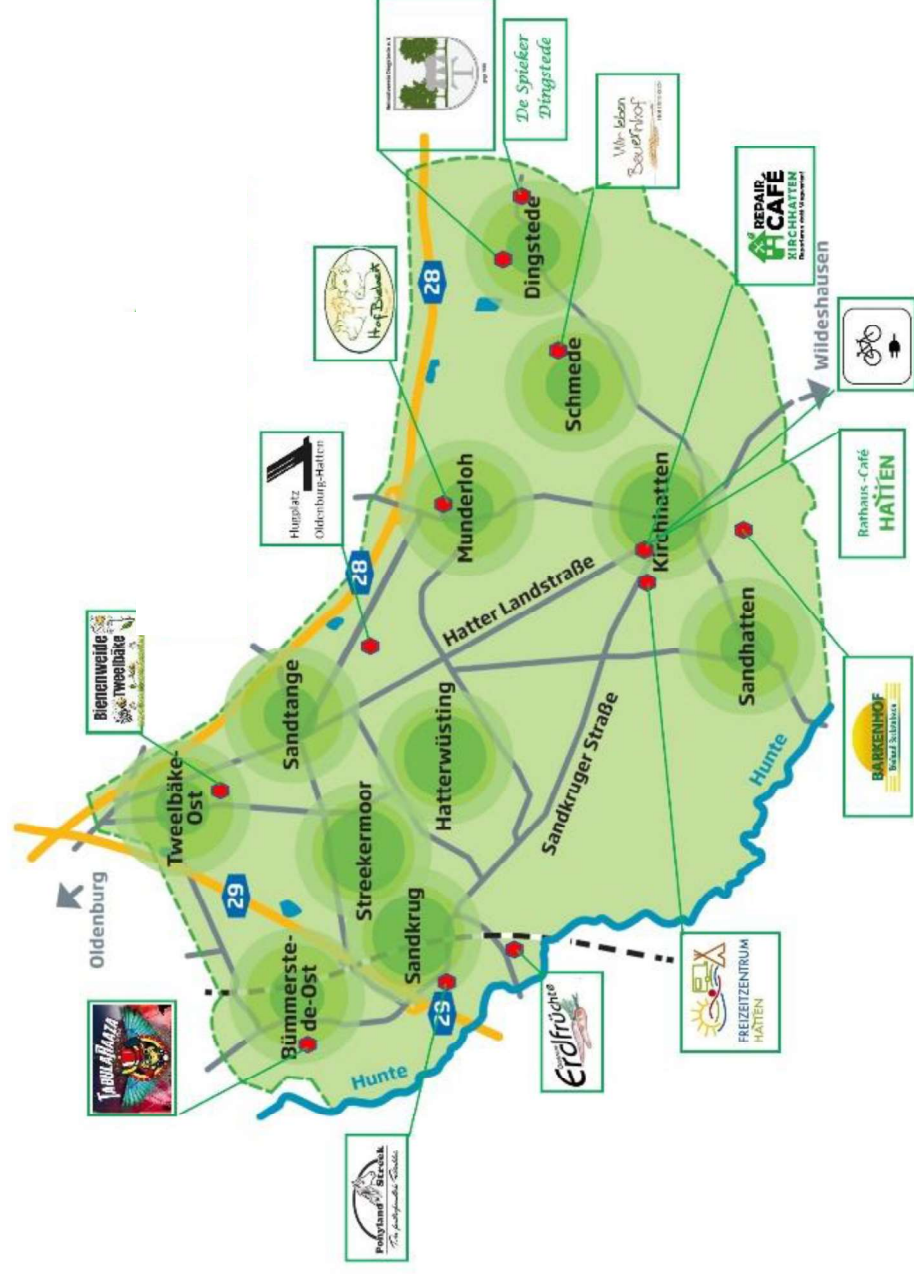 Oldenburg
TABULARAAZA
Bienenweide
Tweelbäke
Flugplatz
Oldenburg-Hatten
De Spieker
Dingstede
Wir leben
Bauernhof
REPAIR
CAFÉ
KIRCHHATTEN
Rathaus-Café
HATTEN
BARKENHOF
FREIZEITZENTRUM
HATTEN
Erdfrüchte
Ponyland Streek
Tweelbäke-
Ost
29
Bümmerste-
de-Ost
Sandtange
28
28
Streekermoor
Sandkrug
29
Hatterwüsting
Munderloh
Hatter Landstraße
Dingstede
Schmede
Kirchhatten
Sandkruger Straße
Sandhatten
Hunte
Hunte
Wildeshausen